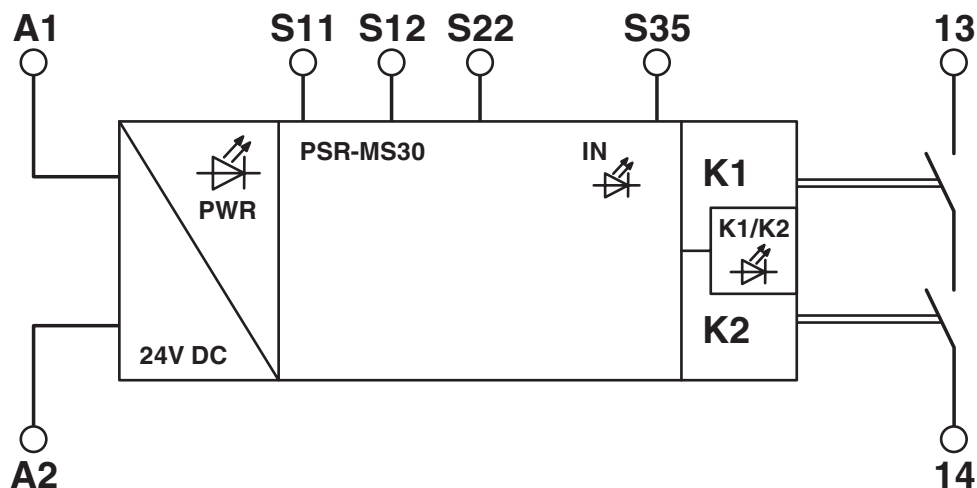 A1 S11 S12 S22 S35 13
PSR-MS30 IN
PWR
K1
K1/K2
K2
24V DC
A2 14